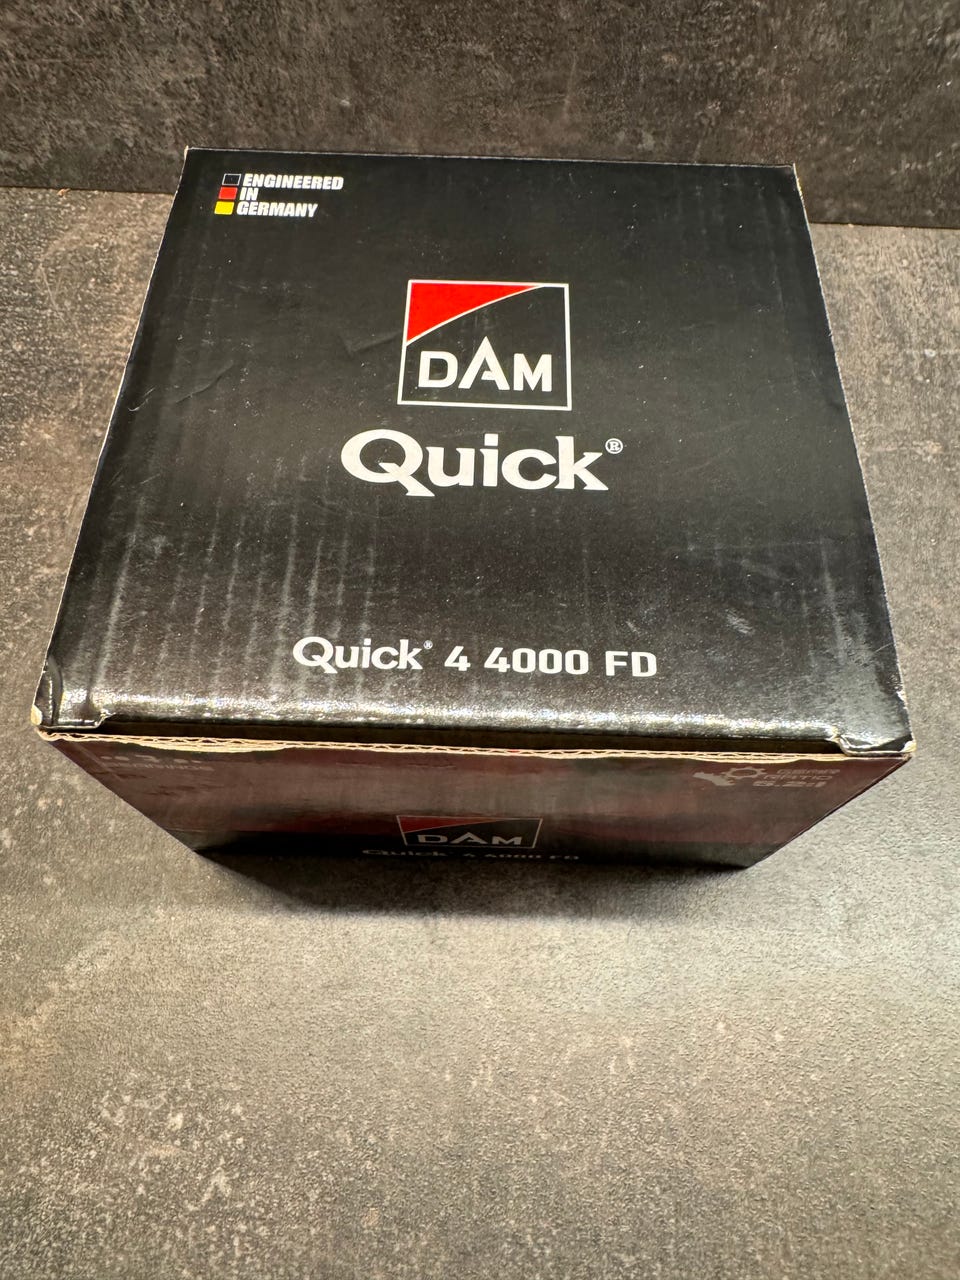 ENGINEERED
IN
GERMANY
DAM
Quick®
Quick® 4 4000 FD
DAM
Quick 4 4000 FD